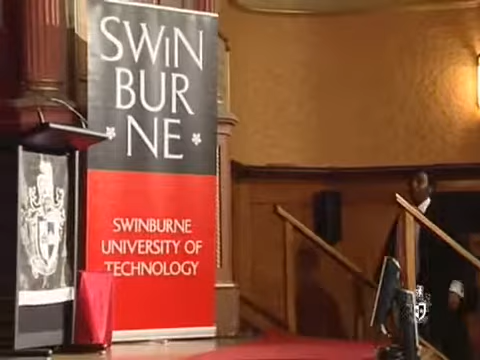 SWIN
BUR
* NE *
SWINBURNE
UNIVERSITY OF
TECHNOLOGY